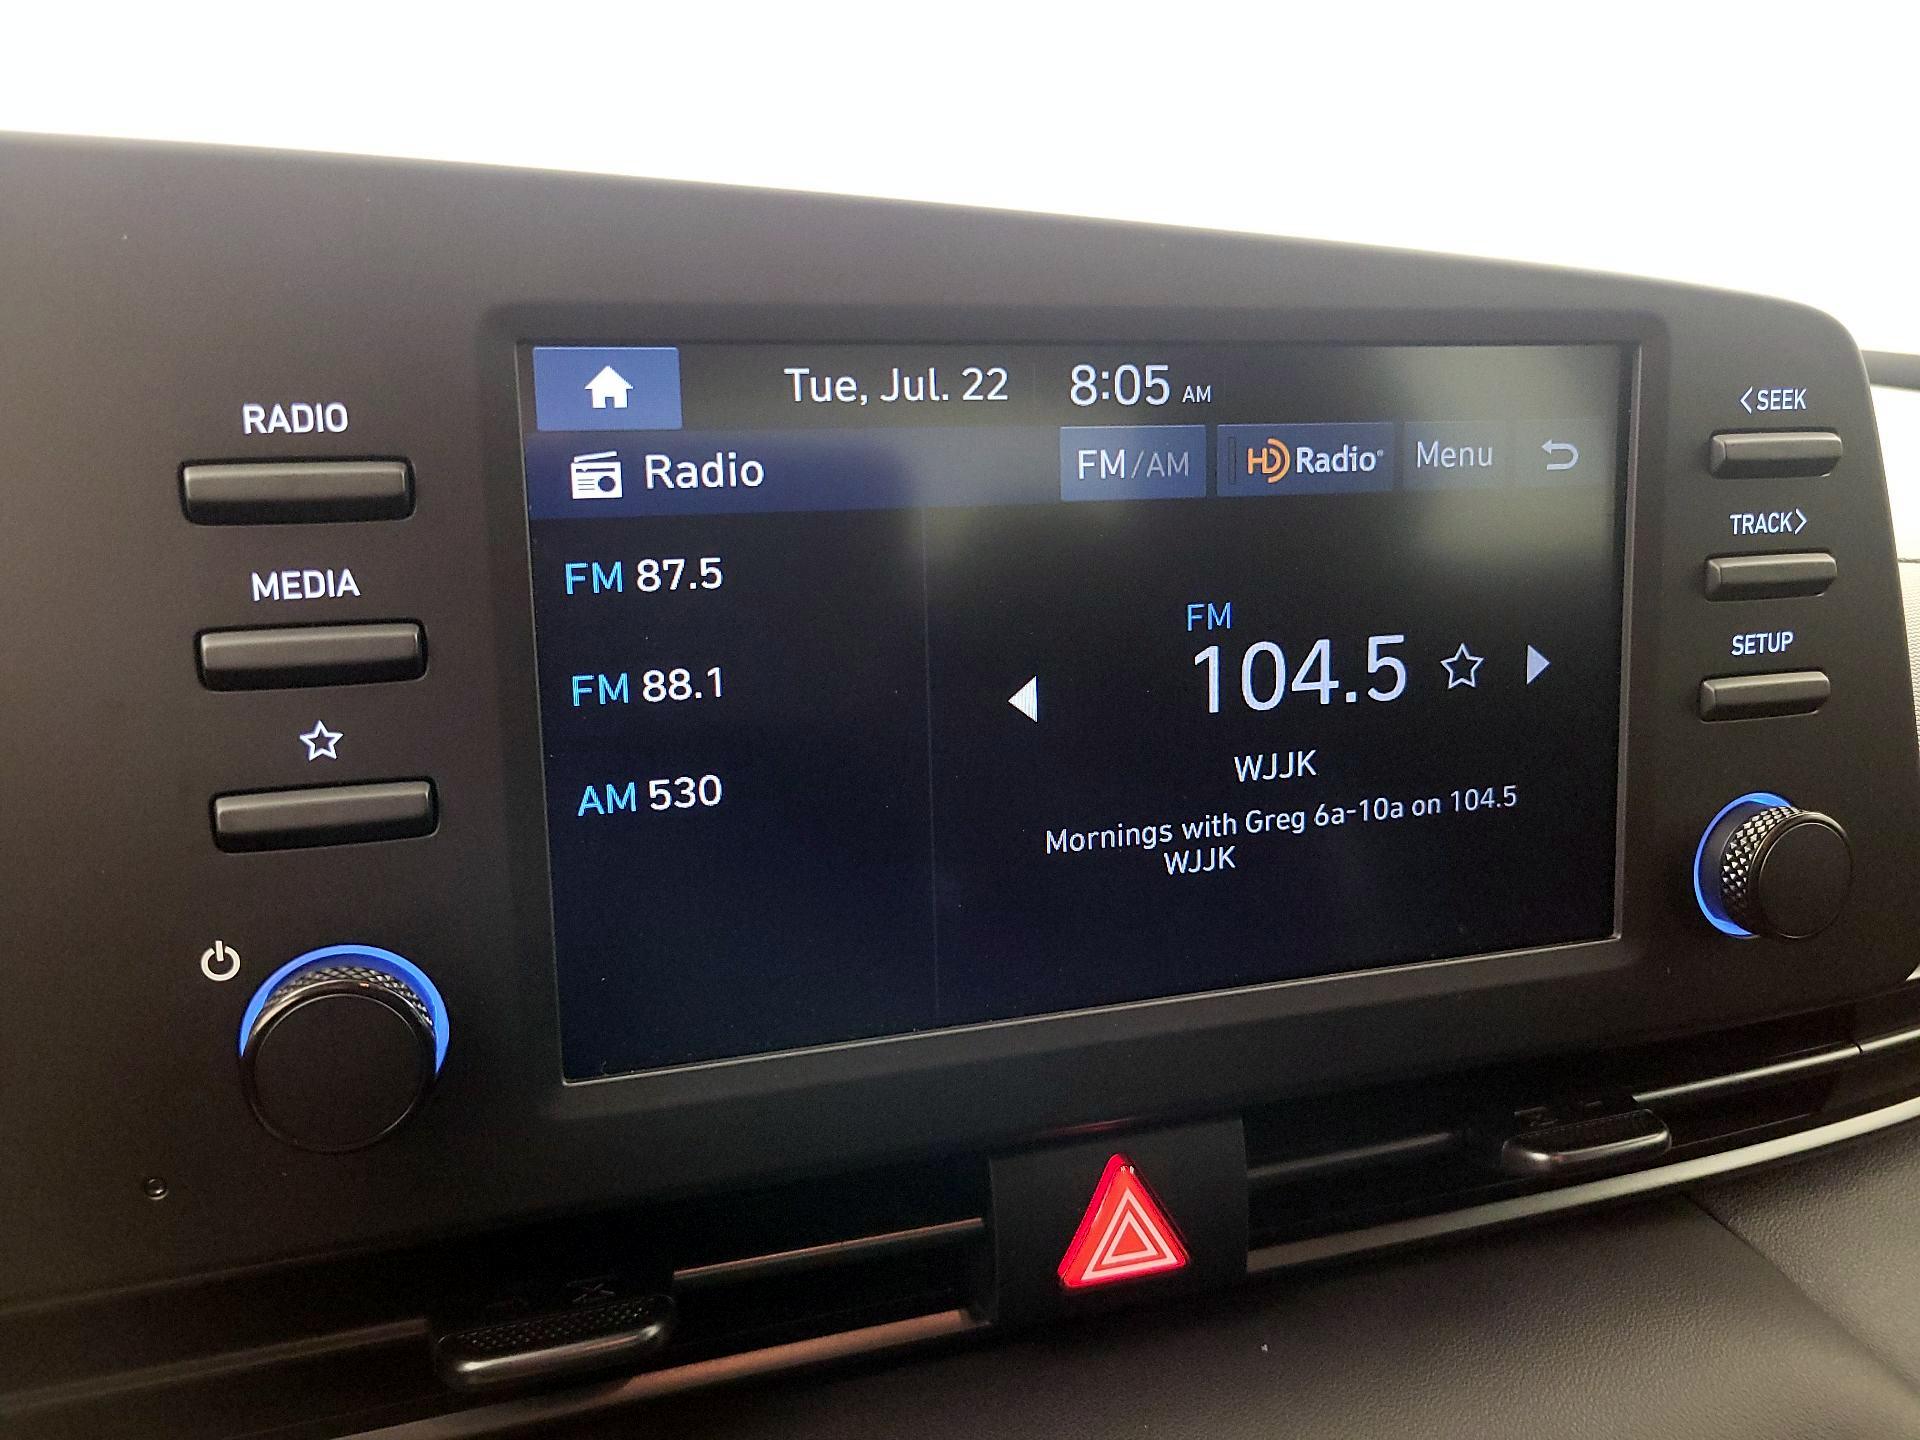 RADIO
MEDIA
Tue, Jul. 22 8:05 AM
Radio FM/AM HD Radio® Menu
FM 87.5
FM 88.1
AM 530
FM
104.5
WJJK
Mornings with Greg 6a-10a on 104.5
WJJK
<SEEK
TRACK>
SETUP